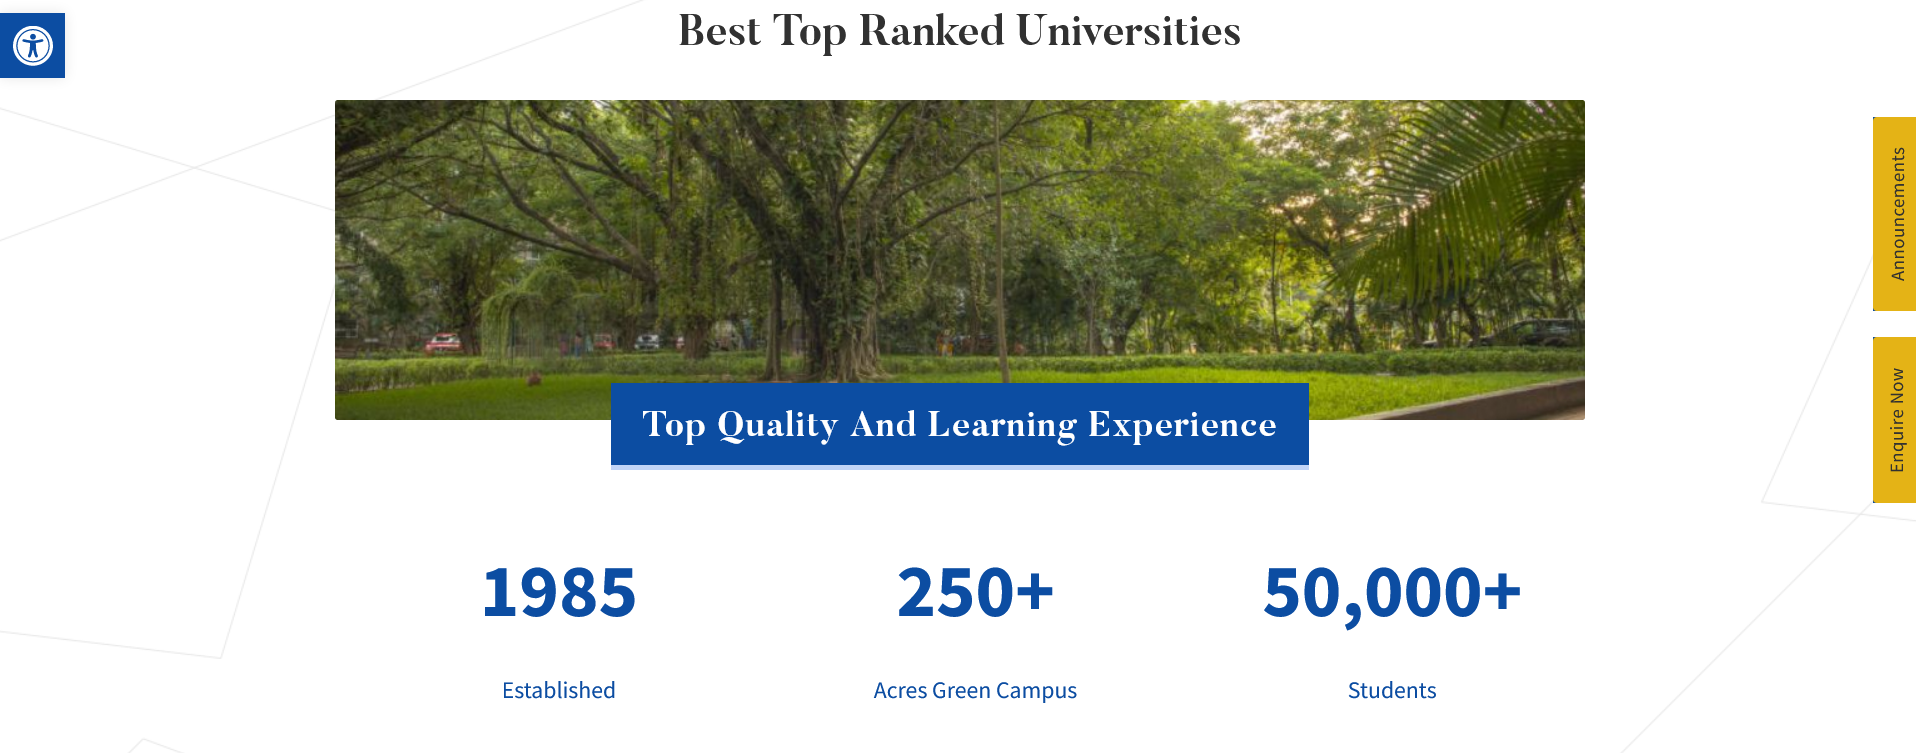 Best Top Ranked Universities
Announcements
Enquire Now
Top Quality And Learning Experience
1985
250+
50,000+
Established
Acres Green Campus
Students